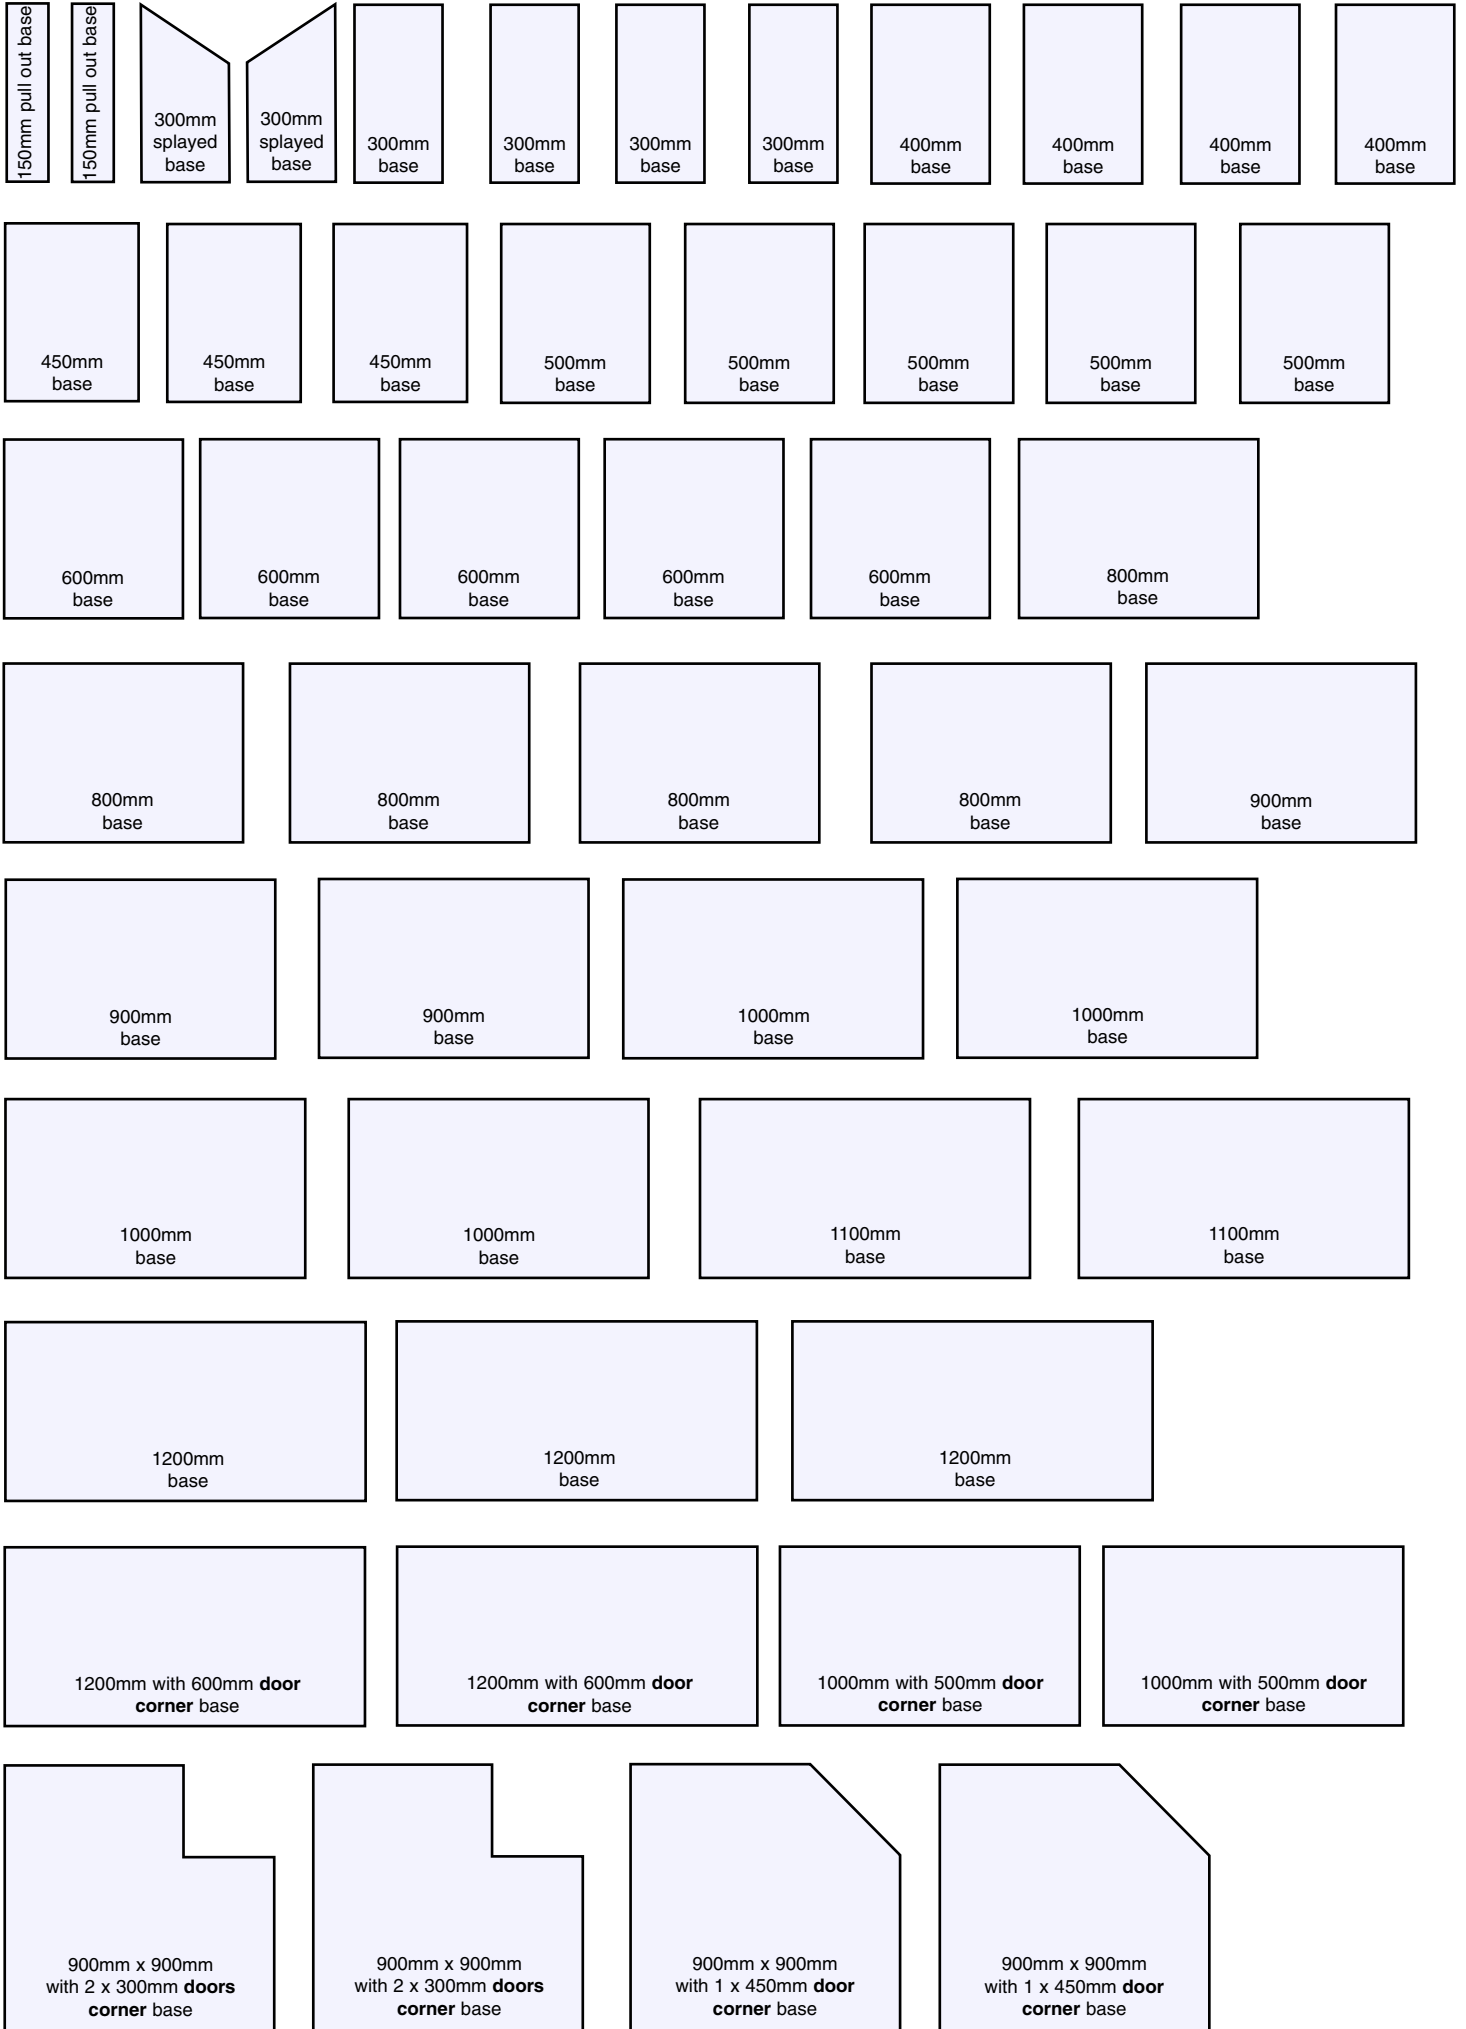 150mm pull out base
150mm pull out base
300mm
splayed
base
300mm
splayed
base
300mm
base
300mm
base
300mm
base
300mm
base
400mm
base
400mm
base
400mm
base
400mm
base
450mm
base
450mm
base
450mm
base
500mm
base
500mm
base
500mm
base
500mm
base
500mm
base
600mm
base
600mm
base
600mm
base
600mm
base
600mm
base
800mm
base
800mm
base
800mm
base
800mm
base
800mm
base
900mm
base
900mm
base
900mm
base
1000mm
base
1000mm
base
1000mm
base
1000mm
base
1100mm
base
1100mm
base
1200mm
base
1200mm
base
1200mm
base
1200mm with 600mm door
corner base
1200mm with 600mm door
corner base
1000mm with 500mm door
corner base
1000mm with 500mm door
corner base
900mm x 900mm
with 2 x 300mm doors
corner base
900mm x 900mm
with 2 x 300mm doors
corner base
900mm x 900mm
with 1 x 450mm door
corner base
900mm x 900mm
with 1 x 450mm door
corner base